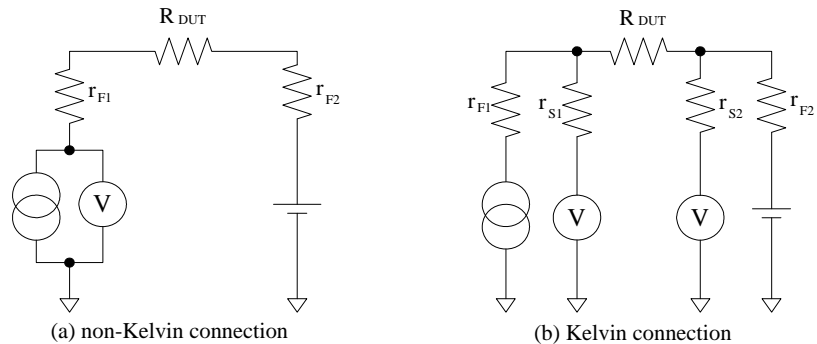 R DUT
r F1
r F2
V
(a) non-Kelvin connection
R DUT
r F1
r S1
r S2
r F2
V
V
(b) Kelvin connection